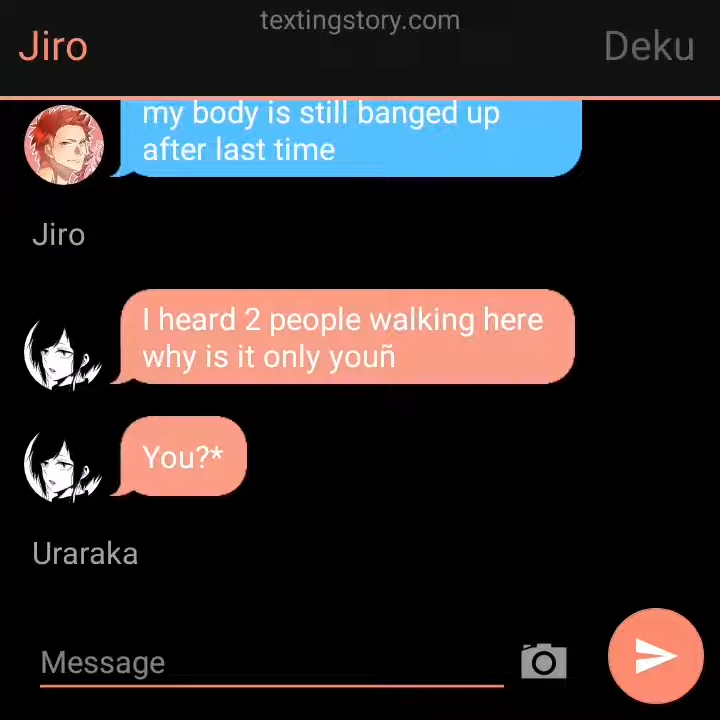 textingstory.com
Jiro
Deku
my body is still banged up
after last time
Jiro
I heard 2 people walking here
why is it only youñ
You?*
Uraraka
Message